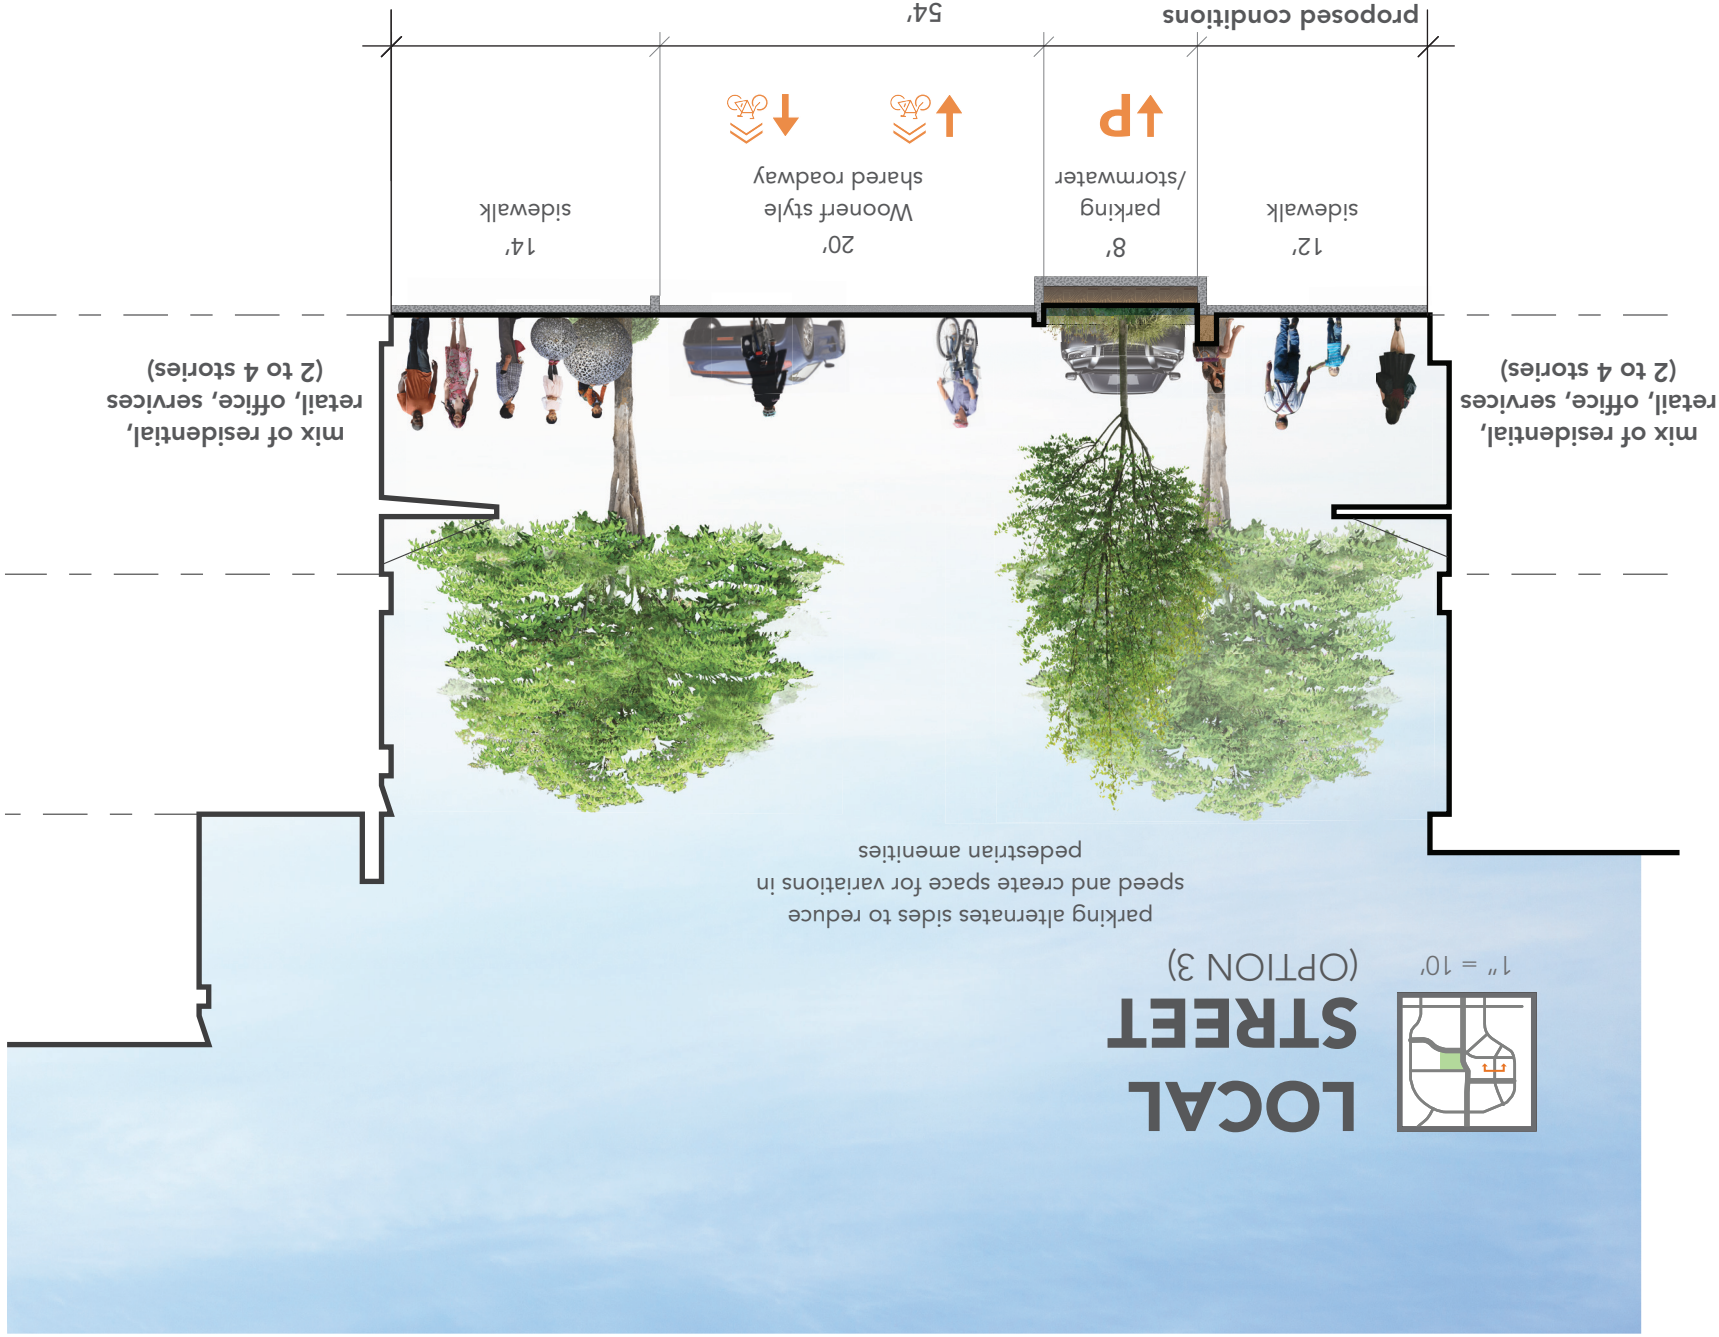 LOCAL
STREET
(OPTION 3)
1" = 10'
parking alternates sides to reduce
speed and create space for variations in
pedestrian amenities
mix of residential,
retail, office, services
(2 to 4 stories)
mix of residential,
retail, office, services
(2 to 4 stories)
12'
sidewalk
8'
parking
/stormwater
P
20'
Woonerf style
shared roadway
14'
sidewalk
proposed conditions
54'